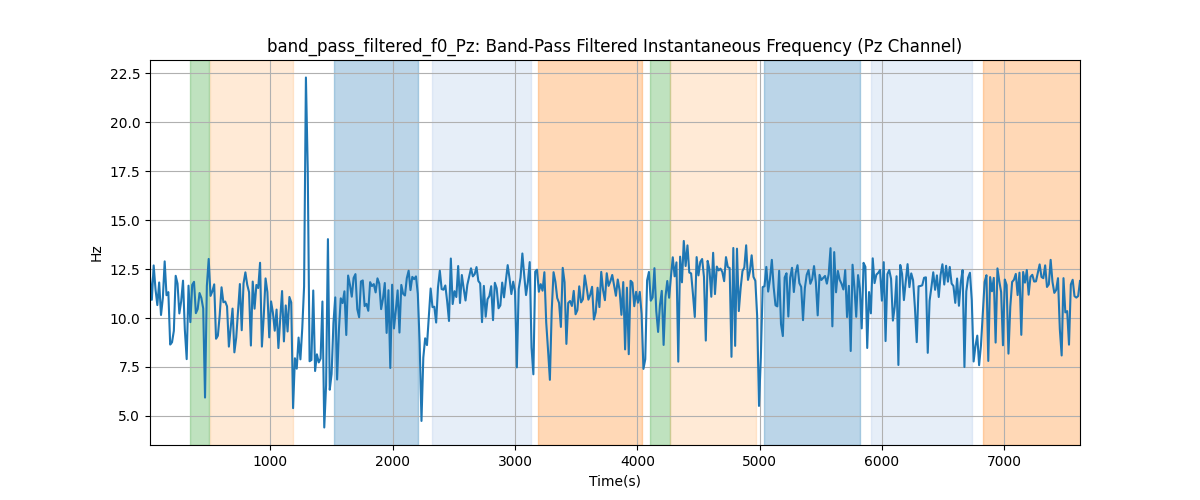 band_pass_filtered_f0_Pz: Band-Pass Filtered Instantaneous Frequency (Pz Channel)
22.5
20.0
17.5
15.0
12.5
10.0
7.5
5.0
Hz
1000 2000 3000 4000 5000 6000 7000
Time(s)